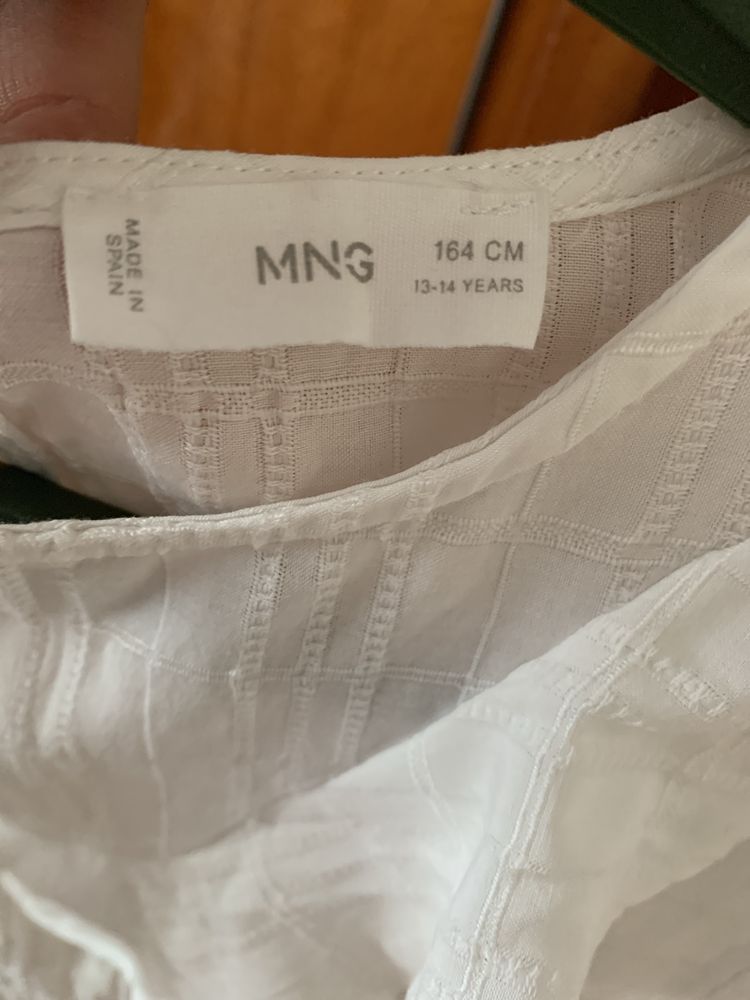 MADE IN
SPAIN
MNG
164 CM
13-14 YEARS